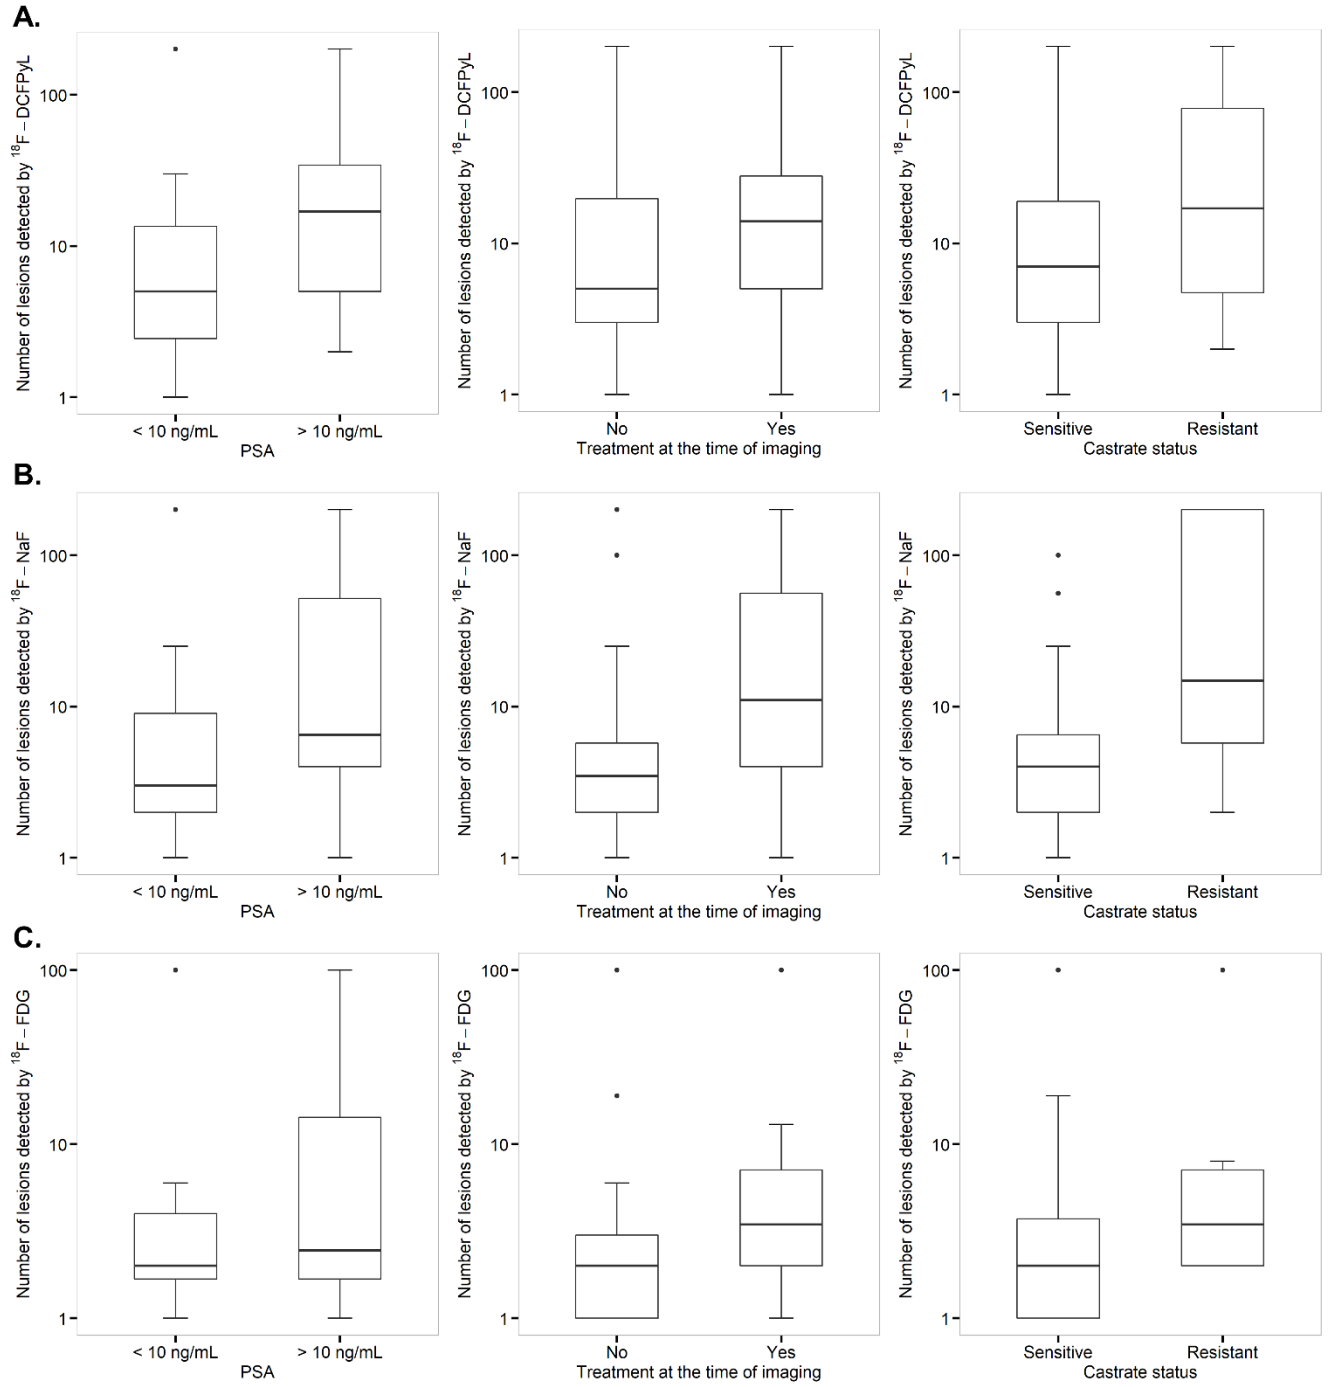 A.
Number of lesions detected by ¹⁸F – DCFPyL
100
10
1
< 10 ng/mL
> 10 ng/mL
PSA
Number of lesions detected by ¹⁸F – DCFPyL
100
10
1
No
Yes
Treatment at the time of imaging
Number of lesions detected by ¹⁸F – DCFPyL
100
10
1
Sensitive
Resistant
Castrate status
B.
Number of lesions detected by ¹⁸F – NaF
100
10
1
< 10 ng/mL
> 10 ng/mL
PSA
Number of lesions detected by ¹⁸F – NaF
100
10
1
No
Yes
Treatment at the time of imaging
Number of lesions detected by ¹⁸F – NaF
100
10
1
Sensitive
Resistant
Castrate status
C.
Number of lesions detected by ¹⁸F – FDG
100
10
1
< 10 ng/mL
> 10 ng/mL
PSA
Number of lesions detected by ¹⁸F – FDG
100
10
1
No
Yes
Treatment at the time of imaging
Number of lesions detected by ¹⁸F – FDG
100
10
1
Sensitive
Resistant
Castrate status